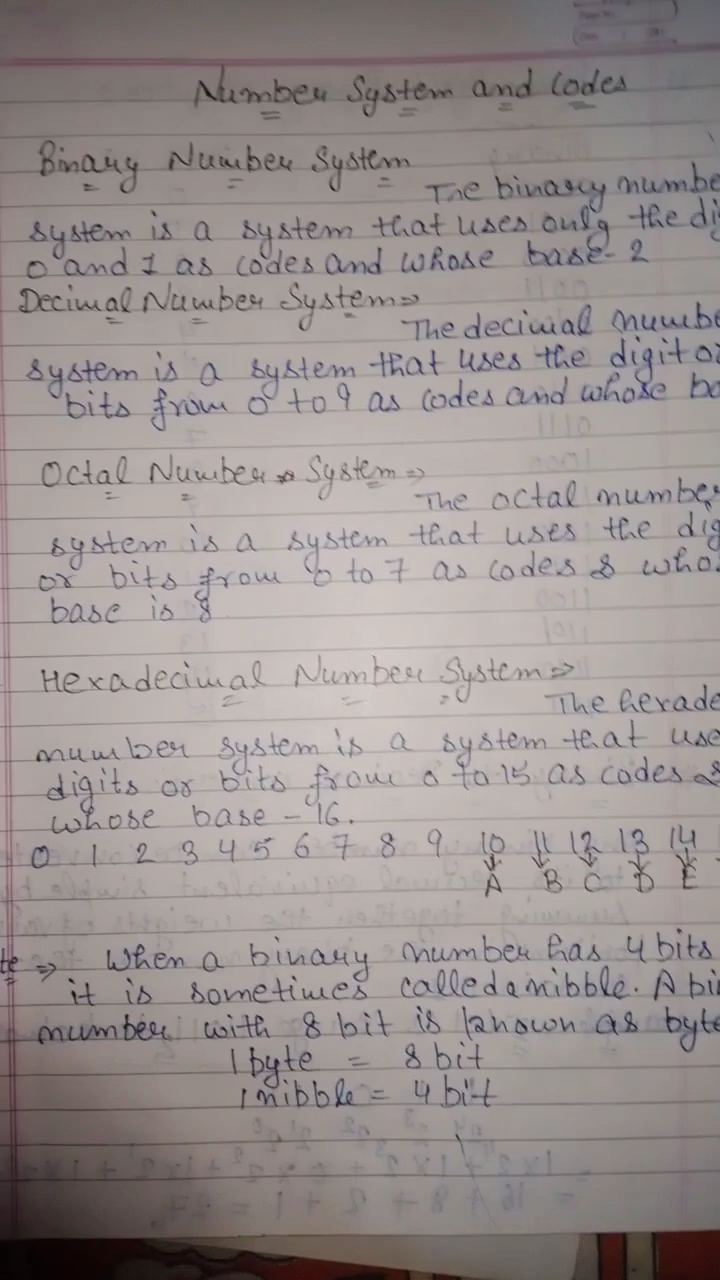 Number System and Codes
Binary Number System
The binary numbe
system is a system that uses only the di
0 and 1 as codes and whose base-2
Decimal Number System⇒
The decimal numbe
system is a system that uses the digit or
bits from 0 to 9 as codes and whose ba
Octal Number System⇒
The octal number
system is a system that uses the dig
or bits from 0 to 7 as codes & who
base is 8
Hexadecimal Number System⇒
The hexade
number system is a system that use
digits or bits from 0 to 15 as codes &
whose base - 16.
0 1 2 3 4 5 6 7 8 9 10 11 12 13 14
A B C D E
te ⇒ When a binary number has 4 bits
it is sometimes called a nibble. A bi
number with 8 bit is known as byte
1 byte = 8 bit
1 nibble = 4 bit